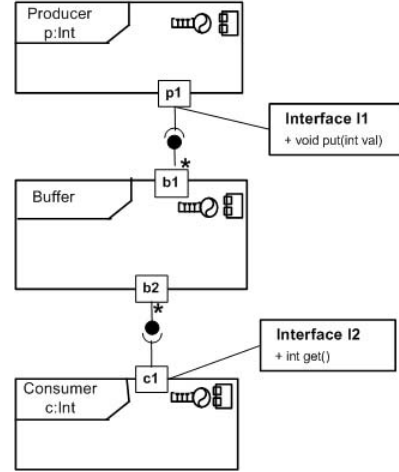 Producer
p:Int
p1
Interface I1
+ void put(int val)
*
b1
Buffer
b2
*
Interface I2
+ int get()
c1
Consumer
c:Int